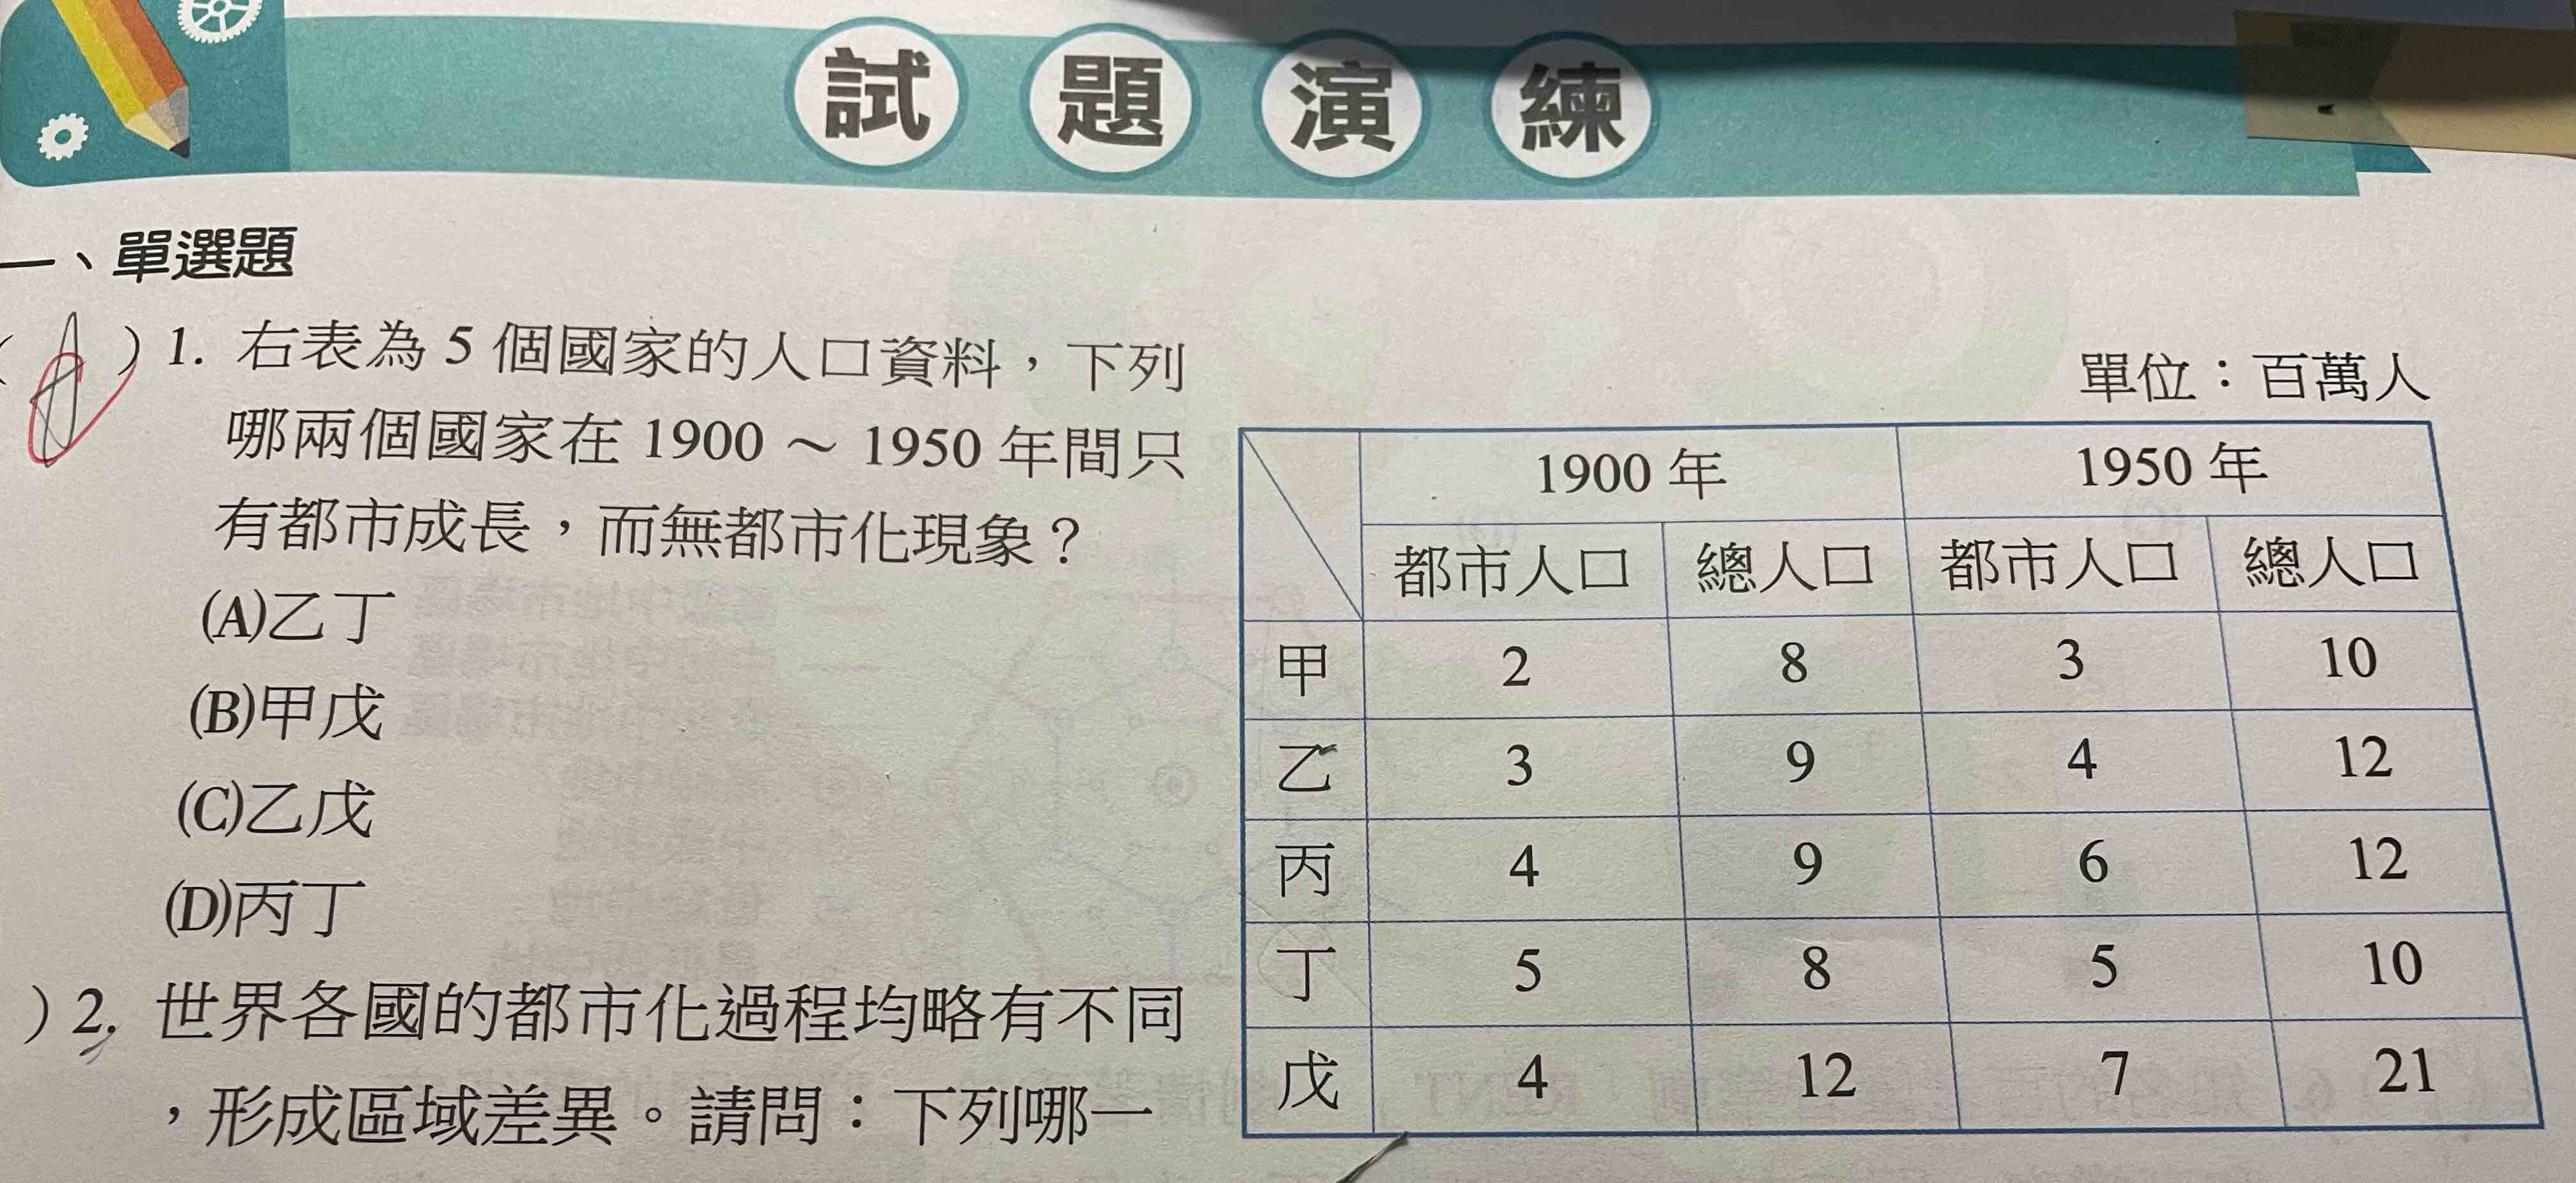 試題演練
一、單選題
( A ) 1. 右表為 5 個國家的人口資料，下列
哪兩個國家在 1900 ～ 1950 年間只
有都市成長，而無都市化現象？
(A)乙丁
(B)甲戊
(C)乙戊
(D)丙丁
) 2. 世界各國的都市化過程均略有不同
，形成區域差異。請問：下列哪一
單位：百萬人
1900 年 1950 年
都市人口 總人口 都市人口 總人口
甲 2 8 3 10
乙 3 9 4 12
丙 4 9 6 12
丁 5 8 5 10
戊 4 12 7 21